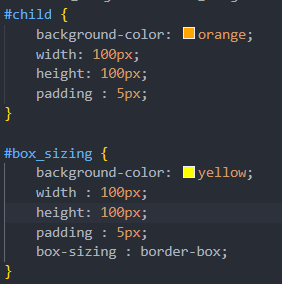 #child {
background-color: orange;
width: 100px;
height: 100px;
padding : 5px;
}
#box_sizing {
background-color: yellow;
width : 100px;
height: 100px;
padding : 5px;
box-sizing : border-box;
}